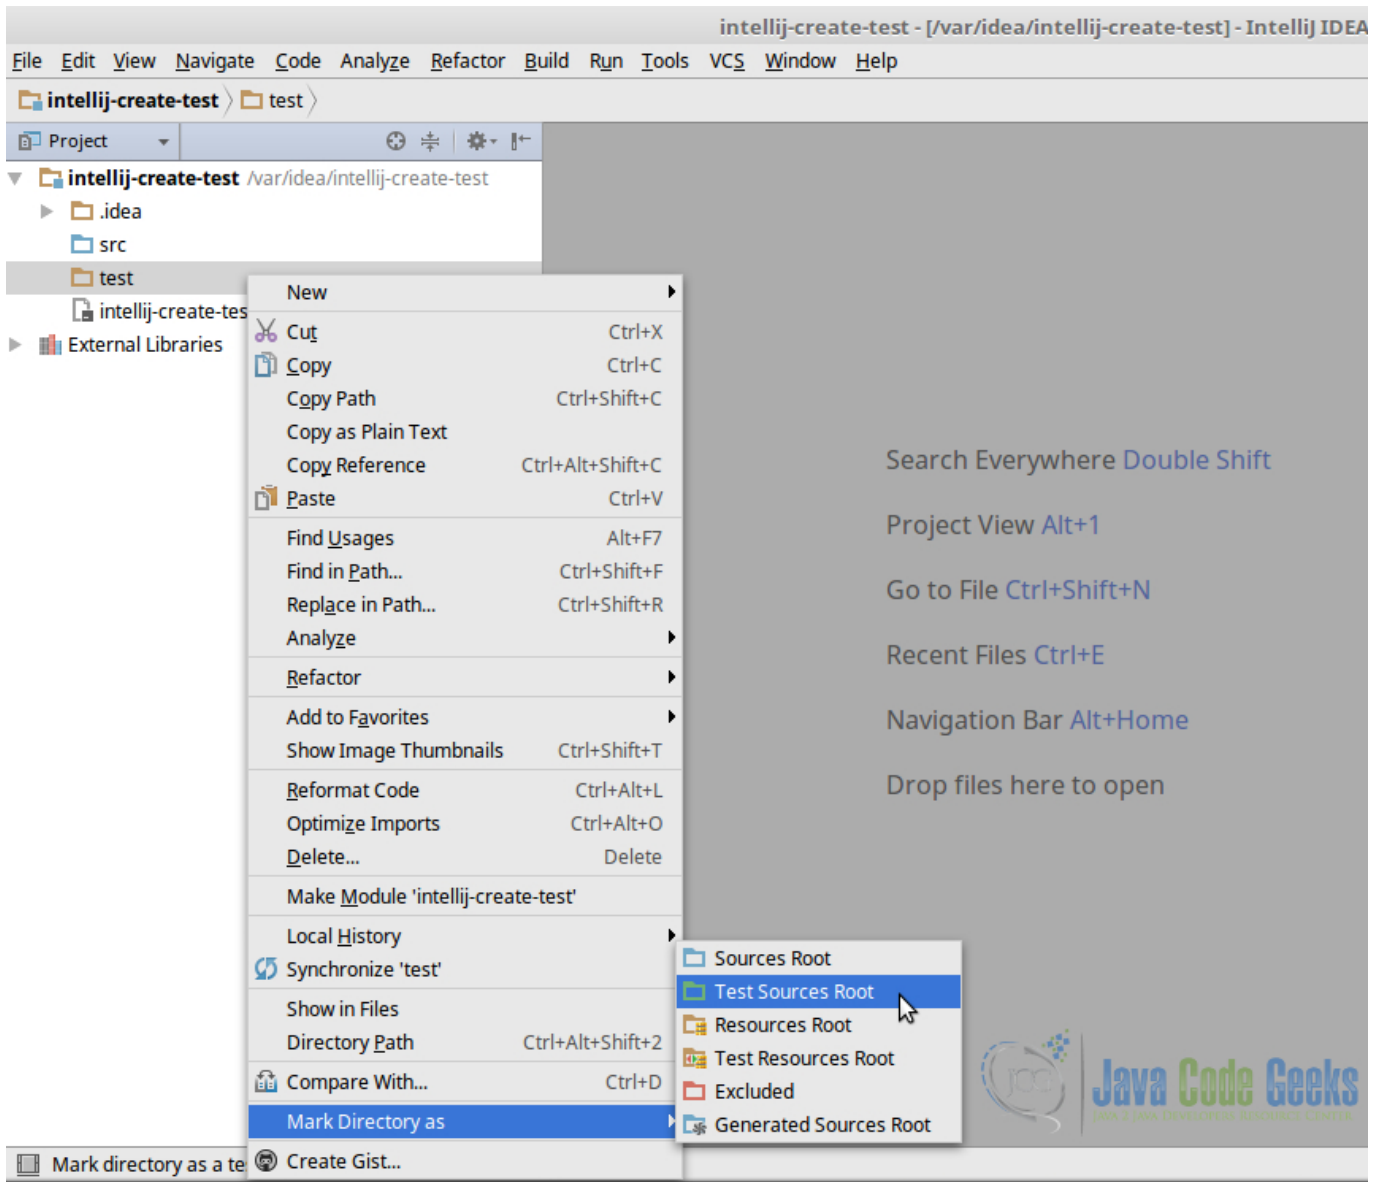 intellij-create-test - [/var/idea/intellij-create-test] - IntelliJ IDEA
File Edit View Navigate Code Analyze Refactor Build Run Tools VCS Window Help
intellij-create-test test
Project
intellij-create-test /var/idea/intellij-create-test
.idea
src
test
intellij-create-tes
External Libraries
New
Cut Ctrl+X
Copy Ctrl+C
Copy Path Ctrl+Shift+C
Copy as Plain Text
Copy Reference Ctrl+Alt+Shift+C
Paste Ctrl+V
Find Usages Alt+F7
Find in Path... Ctrl+Shift+F
Replace in Path... Ctrl+Shift+R
Analyze
Refactor
Add to Favorites
Show Image Thumbnails Ctrl+Shift+T
Reformat Code Ctrl+Alt+L
Optimize Imports Ctrl+Alt+O
Delete... Delete
Make Module 'intellij-create-test'
Local History
Synchronize 'test'
Show in Files
Directory Path Ctrl+Alt+Shift+2
Compare With... Ctrl+D
Mark Directory as
Create Gist...
Sources Root
Test Sources Root
Resources Root
Test Resources Root
Excluded
Generated Sources Root
Search Everywhere Double Shift
Project View Alt+1
Go to File Ctrl+Shift+N
Recent Files Ctrl+E
Navigation Bar Alt+Home
Drop files here to open
jcg
Java Code Geeks
Java 2 Java Developers Resource Center
Mark directory as a te